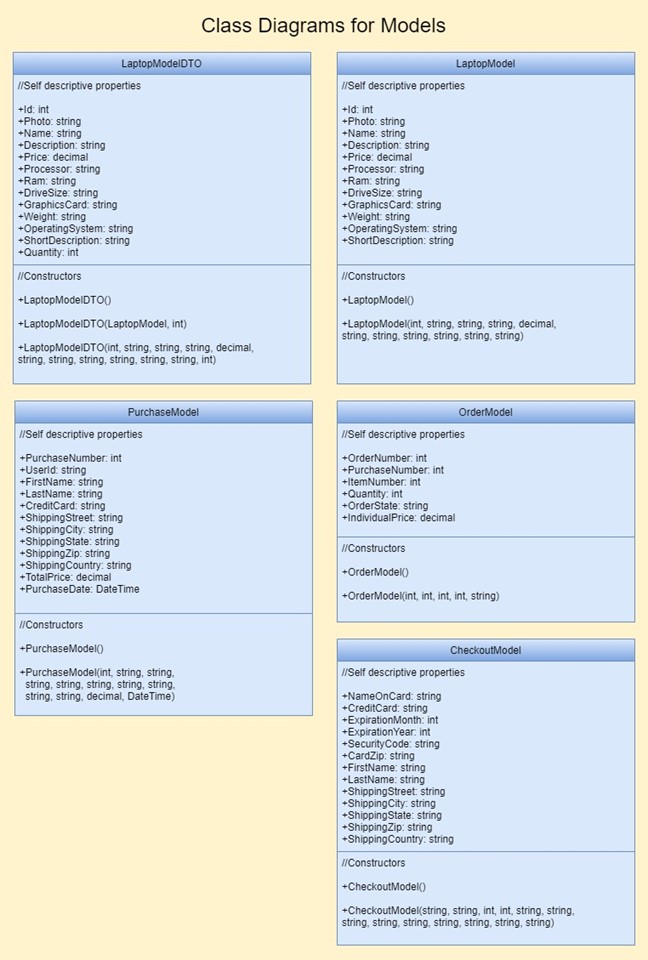 Class Diagrams for Models
LaptopModelDTO
//Self descriptive properties
+Id: int
+Photo: string
+Name: string
+Description: string
+Price: decimal
+Processor: string
+Ram: string
+DriveSize: string
+GraphicsCard: string
+Weight: string
+OperatingSystem: string
+ShortDescription: string
+Quantity: int
//Constructors
+LaptopModelDTO()
+LaptopModelDTO(LaptopModel, int)
+LaptopModelDTO(int, string, string, string, decimal,
string, string, string, string, string, string, int)
LaptopModel
//Self descriptive properties
+Id: int
+Photo: string
+Name: string
+Description: string
+Price: decimal
+Processor: string
+Ram: string
+DriveSize: string
+GraphicsCard: string
+Weight: string
+OperatingSystem: string
+ShortDescription: string
//Constructors
+LaptopModel()
+LaptopModel(int, string, string, string, decimal,
string, string, string, string, string, string)
PurchaseModel
//Self descriptive properties
+PurchaseNumber: int
+UserId: string
+FirstName: string
+LastName: string
+CreditCard: string
+ShippingStreet: string
+ShippingCity: string
+ShippingState: string
+ShippingZip: string
+ShippingCountry: string
+TotalPrice: decimal
+PurchaseDate: DateTime
//Constructors
+PurchaseModel()
+PurchaseModel(int, string, string,
string, string, string, string, string,
string, string, decimal, DateTime)
OrderModel
//Self descriptive properties
+OrderNumber: int
+PurchaseNumber: int
+ItemNumber: int
+Quantity: int
+OrderState: string
+IndividualPrice: decimal
//Constructors
+OrderModel()
+OrderModel(int, int, int, int, string)
CheckoutModel
//Self descriptive properties
+NameOnCard: string
+CreditCard: string
+ExpirationMonth: int
+ExpirationYear: int
+SecurityCode: string
+CardZip: string
+FirstName: string
+LastName: string
+ShippingStreet: string
+ShippingCity: string
+ShippingState: string
+ShippingZip: string
+ShippingCountry: string
//Constructors
+CheckoutModel()
+CheckoutModel(string, string, int, int, string, string,
string, string, string, string, string, string, string)